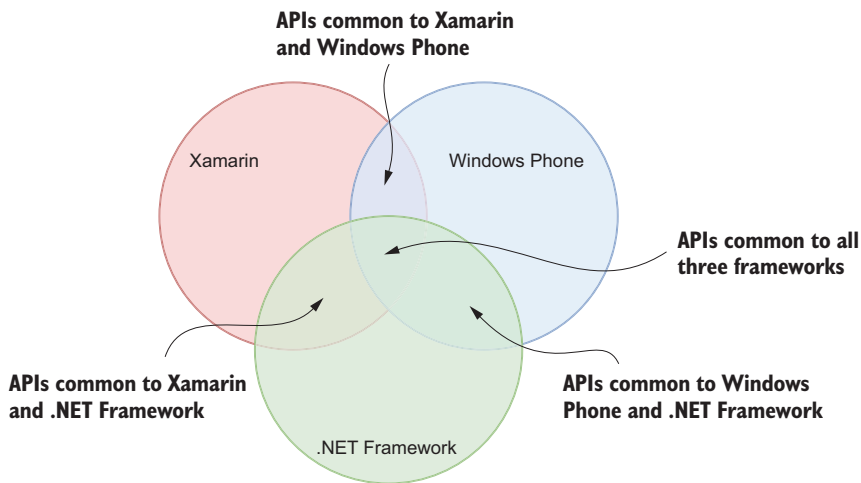 APIs common to Xamarin
and Windows Phone
Xamarin
Windows Phone
APIs common to all
three frameworks
APIs common to Xamarin
and .NET Framework
APIs common to Windows
Phone and .NET Framework
.NET Framework